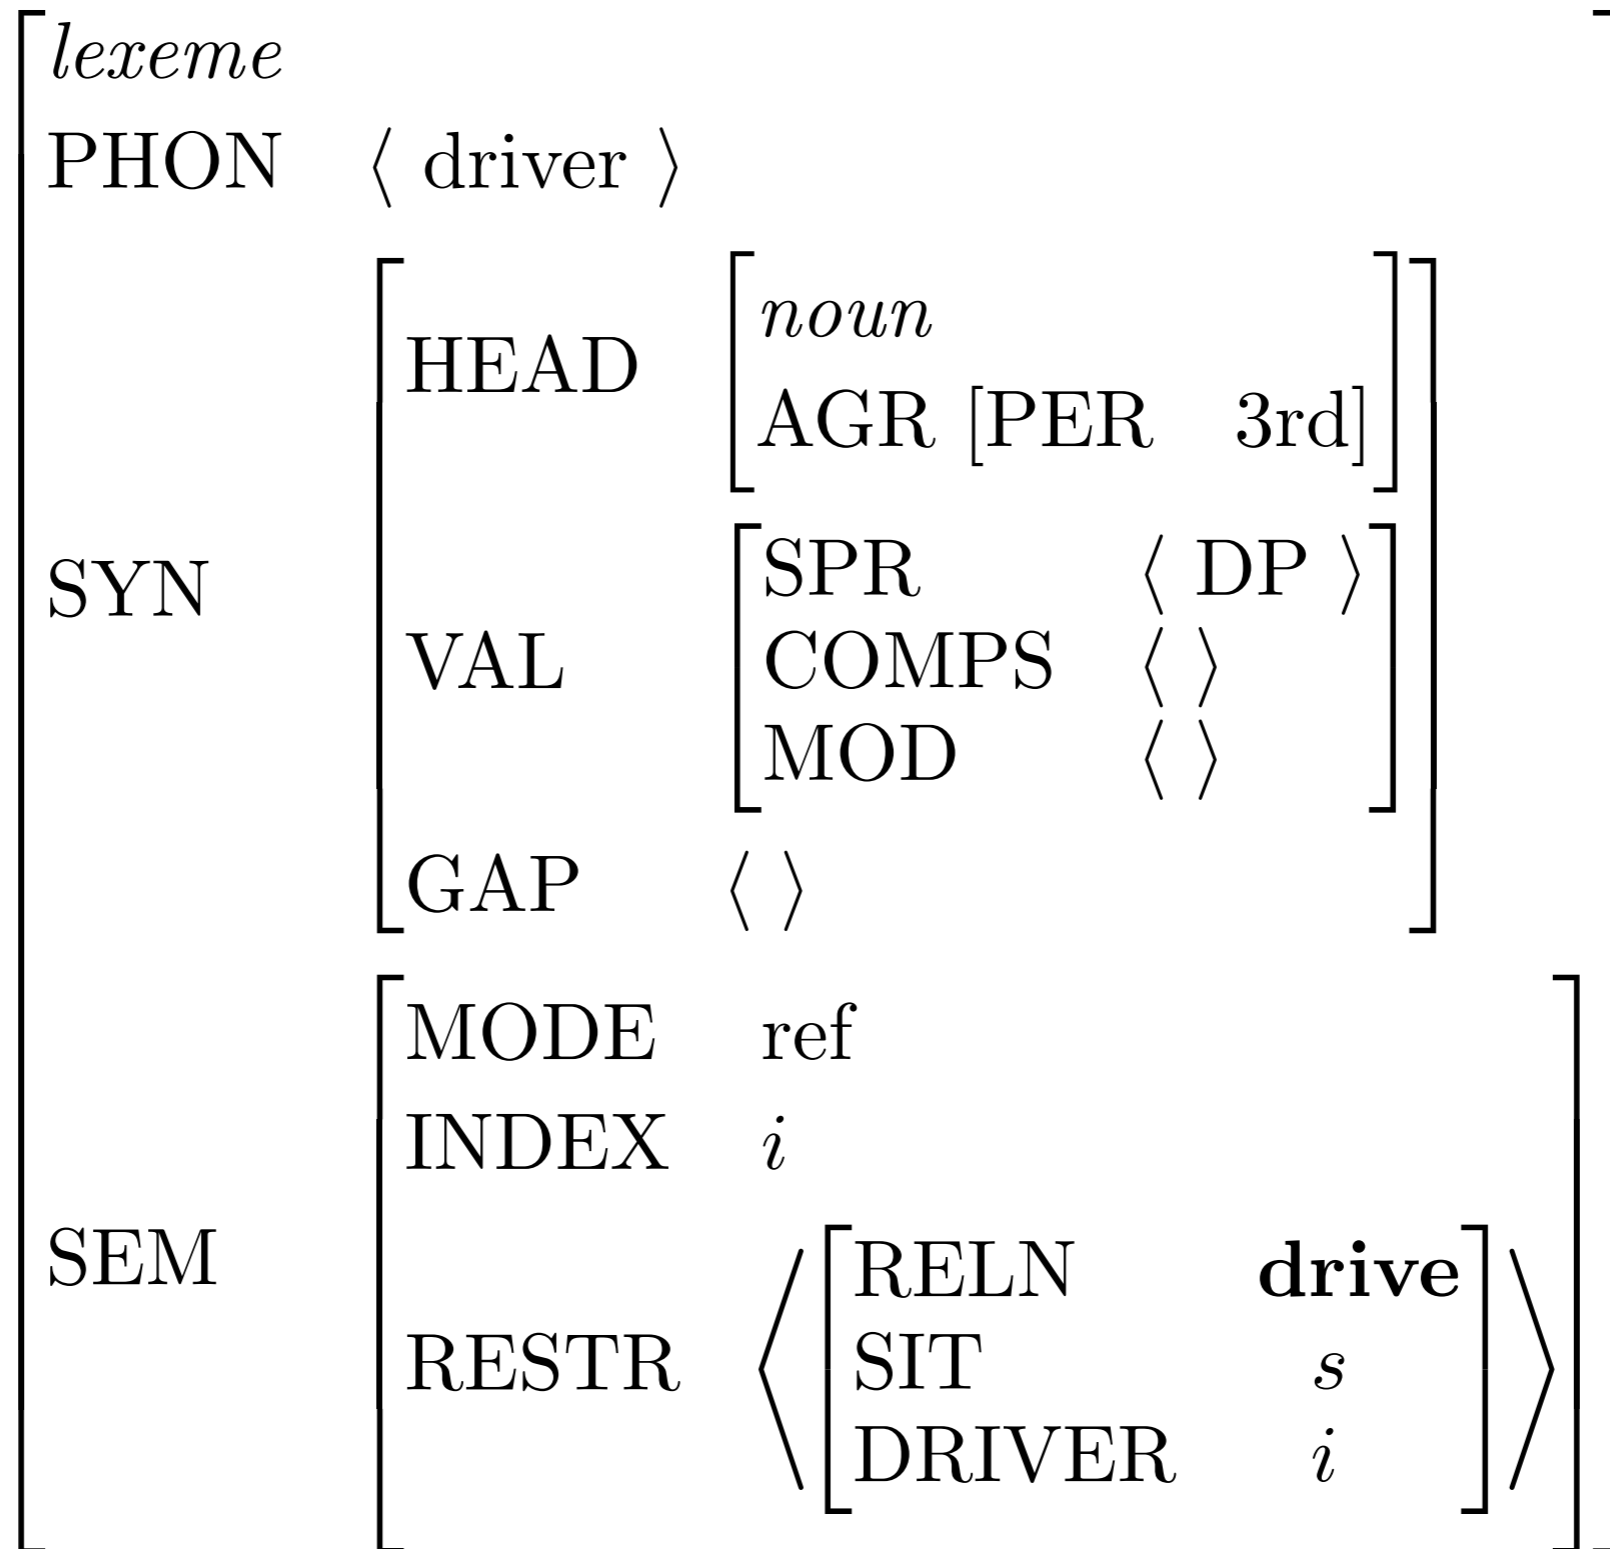 lexeme
PHON ⟨ driver ⟩
HEAD
noun
AGR [PER 3rd]
SYN
VAL
SPR ⟨ DP ⟩
COMPS ⟨ ⟩
MOD ⟨ ⟩
GAP ⟨ ⟩
SEM
MODE ref
INDEX i
RESTR
RELN drive
SIT s
DRIVER i